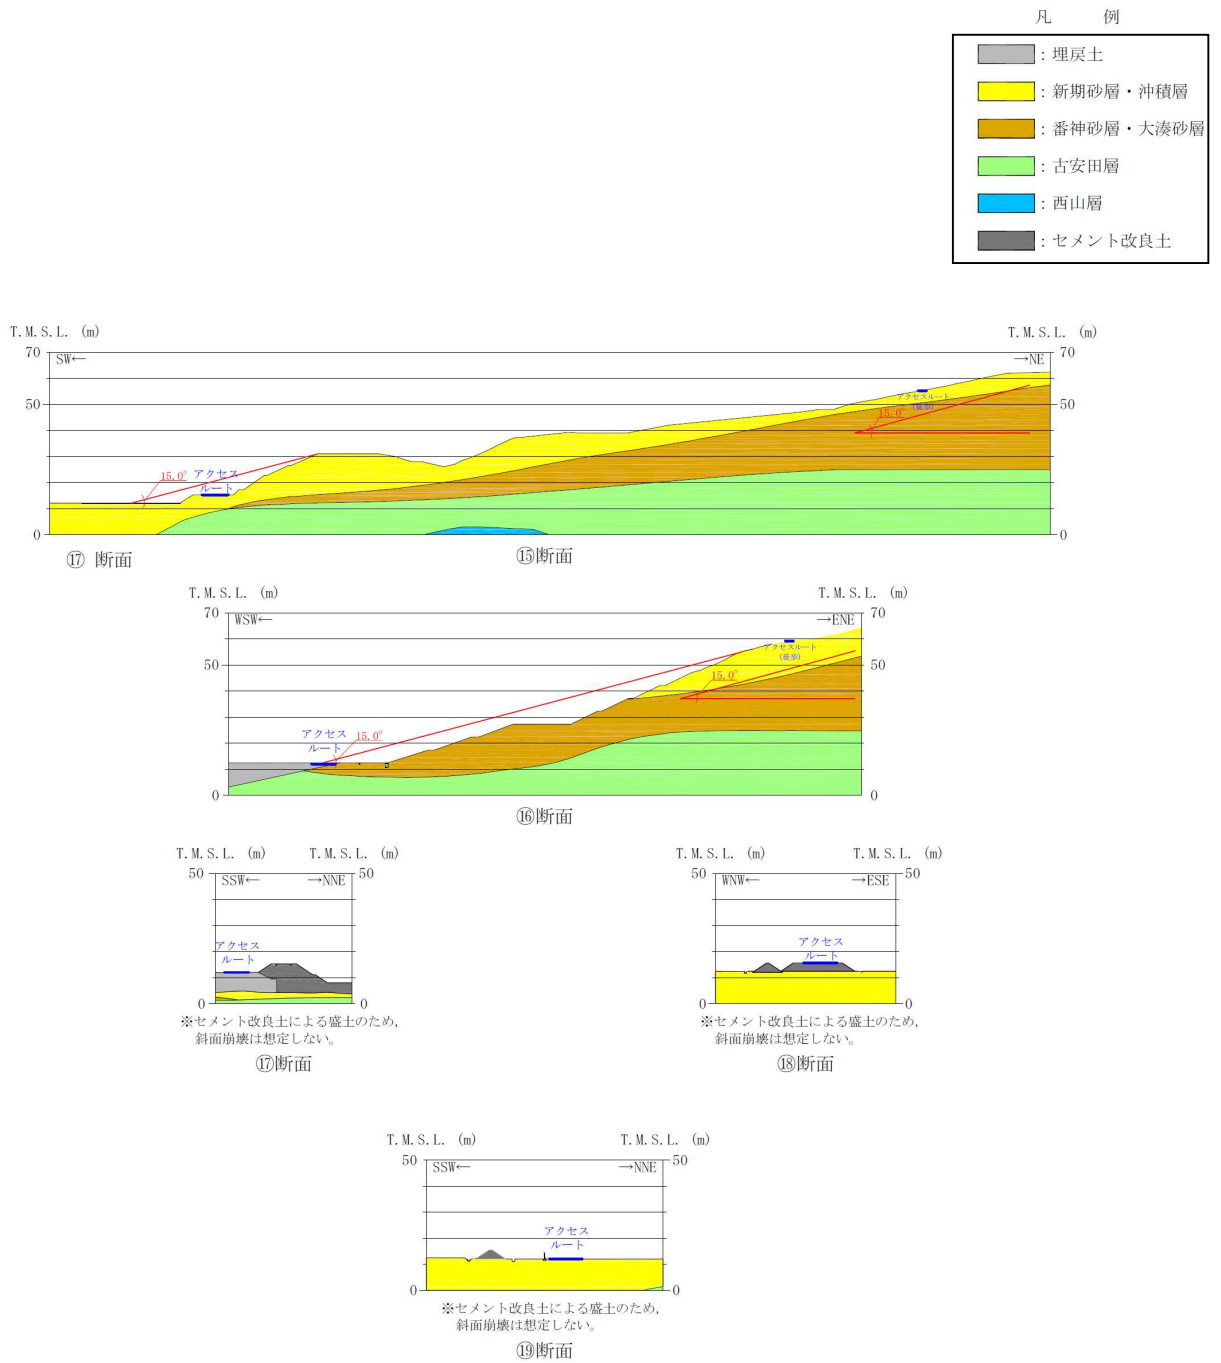 凡　　例
：埋戻土
：新期砂層・沖積層
：番神砂層・大湊砂層
：古安田層
：西山層
：セメント改良土
T.M.S.L. (m)
T.M.S.L. (m)
70
SW←
→NE
70
50
50
アクセスルート
(徒歩)
15.0°
15.0°
アクセス
ルート
0
0
⑰ 断面
⑮断面
T.M.S.L. (m)
T.M.S.L. (m)
70
WSW←
→ENE
70
アクセスルート
(徒歩)
50
50
15.0°
アクセス
ルート
15.0°
0
0
⑯断面
T.M.S.L. (m)
T.M.S.L. (m)
50
SSW←
→NNE
50
アクセス
ルート
0
0
※セメント改良土による盛土のため,
斜面崩壊は想定しない。
⑰断面
T.M.S.L. (m)
T.M.S.L. (m)
50
WNW←
→ESE
50
アクセス
ルート
0
0
※セメント改良土による盛土のため,
斜面崩壊は想定しない。
⑱断面
T.M.S.L. (m)
T.M.S.L. (m)
50
SSW←
→NNE
50
アクセス
ルート
0
0
※セメント改良土による盛土のため,
斜面崩壊は想定しない。
⑲断面